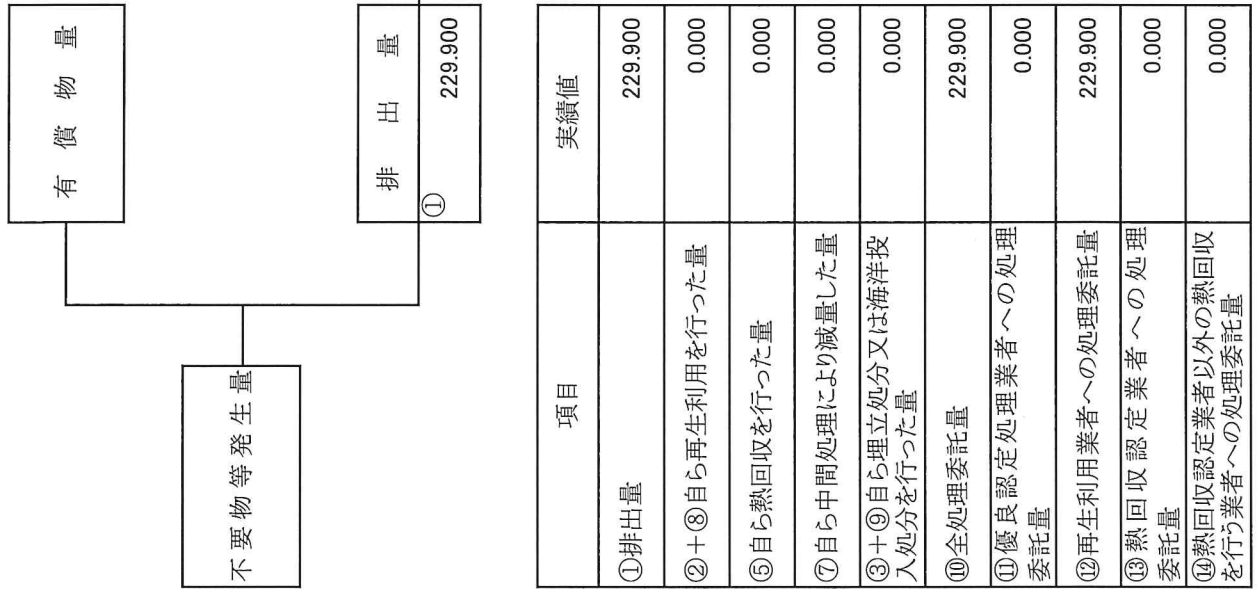 有償物量
不要物等発生量
排出量
①
229.900
項目
実績値
①排出量
229.900
②＋⑧自ら再生利用を行った量
0.000
⑤自ら熱回収を行った量
0.000
⑦自ら中間処理により減量した量
0.000
③＋⑨自ら埋立処分又は海洋投
入処分を行った量
0.000
⑩全処理委託量
229.900
⑪優良認定処理業者への処理
委託量
0.000
⑫再生利用業者への処理委託量
229.900
⑬熱回収認定業者への処理
委託量
0.000
⑭熱回収認定業者以外の熱回収
を行う業者への処理委託量
0.000